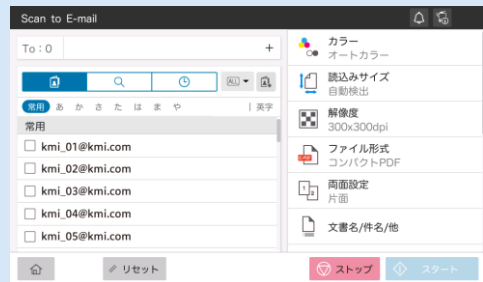 Scan to E-mail
To：0
+
ALL
常用 あ か さ た は ま や | 英字
常用
kmi_01@kmi.com
kmi_02@kmi.com
kmi_03@kmi.com
kmi_04@kmi.com
kmi_05@kmi.com
カラー
オートカラー
読込みサイズ
自動検出
解像度
300x300dpi
ファイル形式
コンパクトPDF
両面設定
片面
文書名/件名/他
リセット
ストップ
スタート